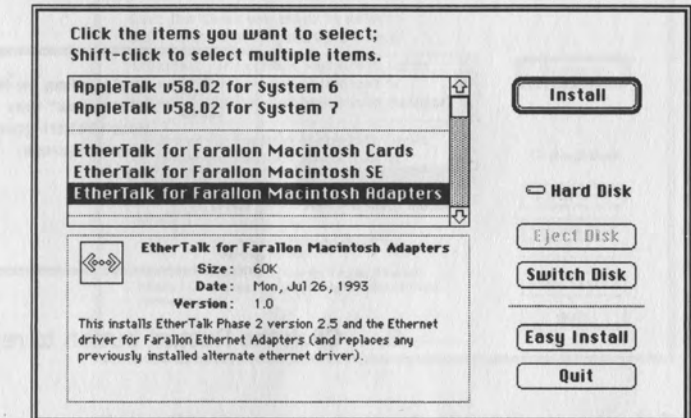 Click the items you want to select;
Shift-click to select multiple items.
AppleTalk v58.02 for System 6
AppleTalk v58.02 for System 7
EtherTalk for Farallon Macintosh Cards
EtherTalk for Farallon Macintosh SE
EtherTalk for Farallon Macintosh Adapters
Install
Hard Disk
Eject Disk
Switch Disk
Easy Install
Quit
EtherTalk for Farallon Macintosh Adapters
Size: 60K
Date: Mon, Jul 26, 1993
Version: 1.0
This installs EtherTalk Phase 2 version 2.5 and the Ethernet
driver for Farallon Ethernet Adapters (and replaces any
previously installed alternate ethernet driver).